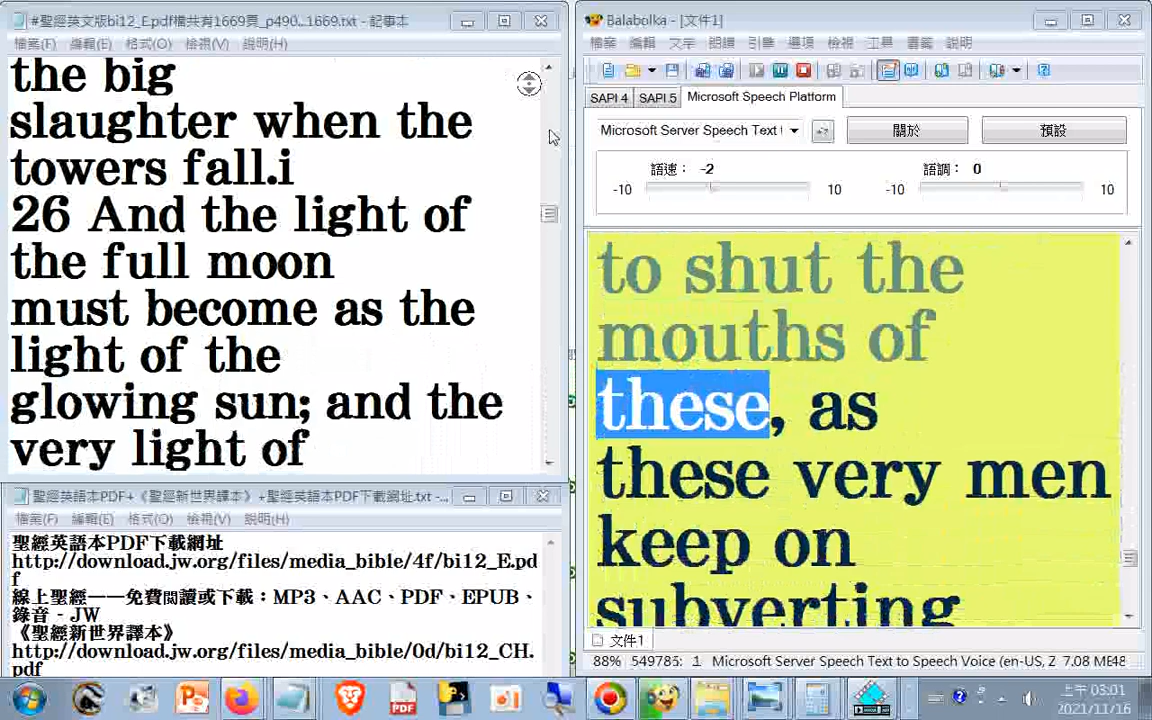 #聖經英文版bi12_E.pdf檔共有1669頁_p490...1669.txt - 記事本
檔案(F) 編輯(E) 格式(O) 檢視(V) 說明(H)
the big
slaughter when the
towers fall.i
26 And the light of
the full moon
must become as the
light of the
glowing sun; and the
very light of
聖經英語本PDF+《聖經新世界譯本》+聖經英語本PDF下載網址.txt -...
檔案(F) 編輯(E) 格式(O) 檢視(V) 說明(H)
聖經英語本PDF下載網址
http://download.jw.org/files/media_bible/4f/bi12_E.pd
f
線上聖經——免費閱讀或下載：MP3、AAC、PDF、EPUB、
錄音 - JW
《聖經新世界譯本》
http://download.jw.org/files/media_bible/0d/bi12_CH.
pdf
Balabolka - [文件1]
檔案 編輯 文字 朗讀 引擎 選項 檢視 工具 書籤 說明
SAPI 4 SAPI 5 Microsoft Speech Platform
Microsoft Server Speech Text
關於 預設
語速： -2 語調： 0
-10 10 -10 10
to shut the
mouths of
these, as
these very men
keep on
subverting
文件1
88% 549785: 1 Microsoft Server Speech Text to Speech Voice (en-US, Z 7.08 ME48
PDF
上午 03:01
2021/11/16